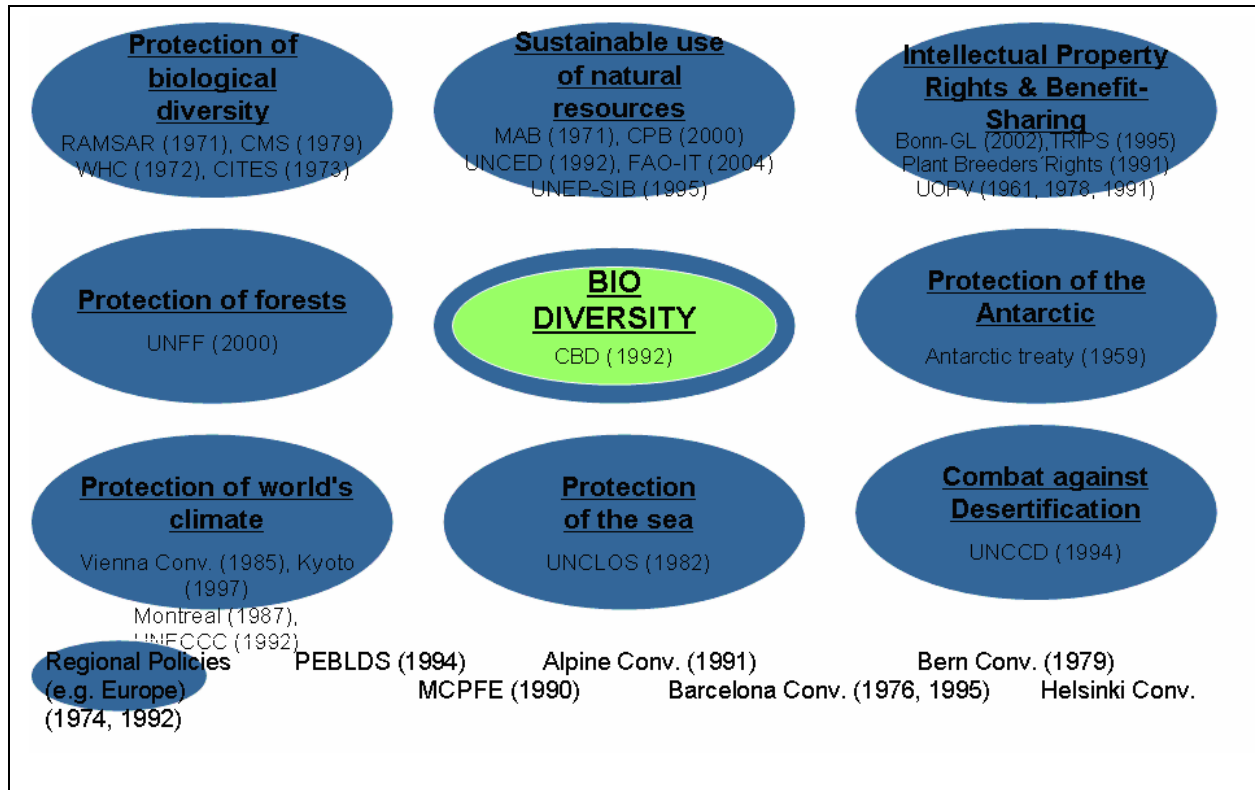 Protection of
biological
diversity
RAMSAR (1971), CMS (1979)
WHC (1972), CITES (1973)
Sustainable use
of natural
resources
MAB (1971), CPB (2000)
UNCED (1992), FAO-IT (2004)
UNEP-SIB (1995)
Intellectual Property
Rights & Benefit-
Sharing
Bonn-GL (2002),TRIPS (1995)
Plant Breeders´Rights (1991)
UOPV (1961, 1978, 1991)
Protection of forests
UNFF (2000)
BIO
DIVERSITY
CBD (1992)
Protection of the
Antarctic
Antarctic treaty (1959)
Protection of world's
climate
Vienna Conv. (1985), Kyoto
(1997)
Montreal (1987),
UNFCCC (1992)
Protection
of the sea
UNCLOS (1982)
Combat against
Desertification
UNCCD (1994)
Regional Policies PEBLDS (1994) Alpine Conv. (1991) Bern Conv. (1979)
(e.g. Europe) MCPFE (1990) Barcelona Conv. (1976, 1995) Helsinki Conv.
(1974, 1992)